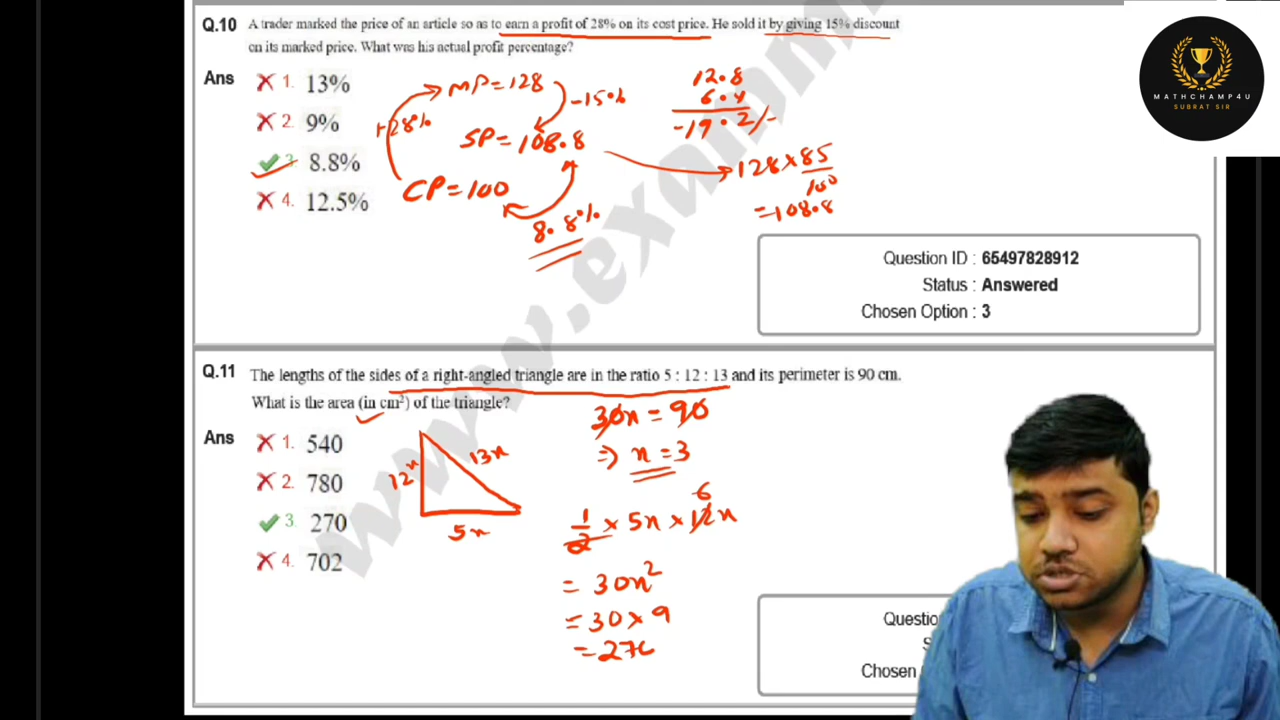 Q.10 A trader marked the price of an article so as to earn a profit of 28% on its cost price. He sold it by giving 15% discount
on its marked price. What was his actual profit percentage?
Ans 1. 13%
2. 9%
3. 8.8%
4. 12.5%
MP=128
-15%
SP=108.8
+28%
CP=100
8.8%
12.8
6.4
-19.2/-
128×85
100
=108.8
MATHCHAMP4U
SUBRAT SIR
Question ID : 65497828912
Status : Answered
Chosen Option : 3
Q.11 The lengths of the sides of a right-angled triangle are in the ratio 5 : 12 : 13 and its perimeter is 90 cm.
What is the area (in cm²) of the triangle?
Ans 1. 540
2. 780
3. 270
4. 702
12x
13x
5x
30x = 90
⇒ x = 3
6
1/2 × 5x × 12x
= 30x²
= 30×9
= 270
Questio
S
Chosen
www.exam